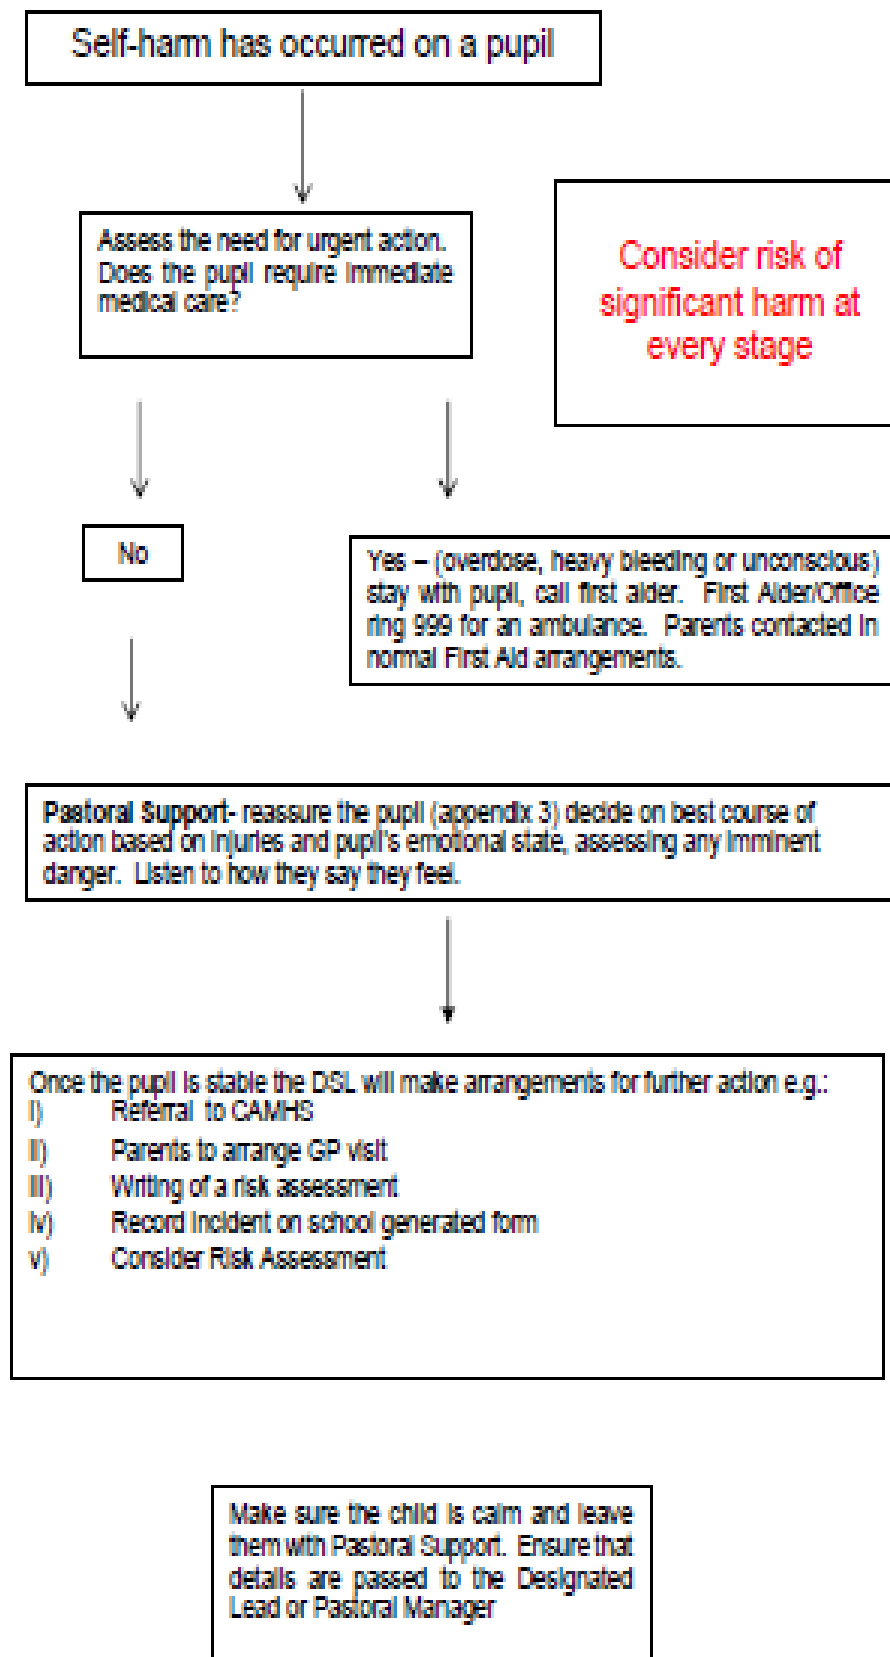 Self-harm has occurred on a pupil
Assess the need for urgent action.
Does the pupil require immediate
medical care?
Consider risk of
significant harm at
every stage
No
Yes – (overdose, heavy bleeding or unconscious)
stay with pupil, call first aider.  First Aider/Office
ring 999 for an ambulance.  Parents contacted in
normal First Aid arrangements.
Pastoral Support- reassure the pupil (appendix 3) decide on best course of
action based on injuries and pupil's emotional state, assessing any imminent
danger.  Listen to how they say they feel.
Once the pupil is stable the DSL will make arrangements for further action e.g.:
i) Referral  to CAMHS
ii) Parents to arrange GP visit
iii) Writing of a risk assessment
iv) Record incident on school generated form
v) Consider Risk Assessment
Make sure the child is calm and leave
them with Pastoral Support.  Ensure that
details are passed to the Designated
Lead or Pastoral Manager